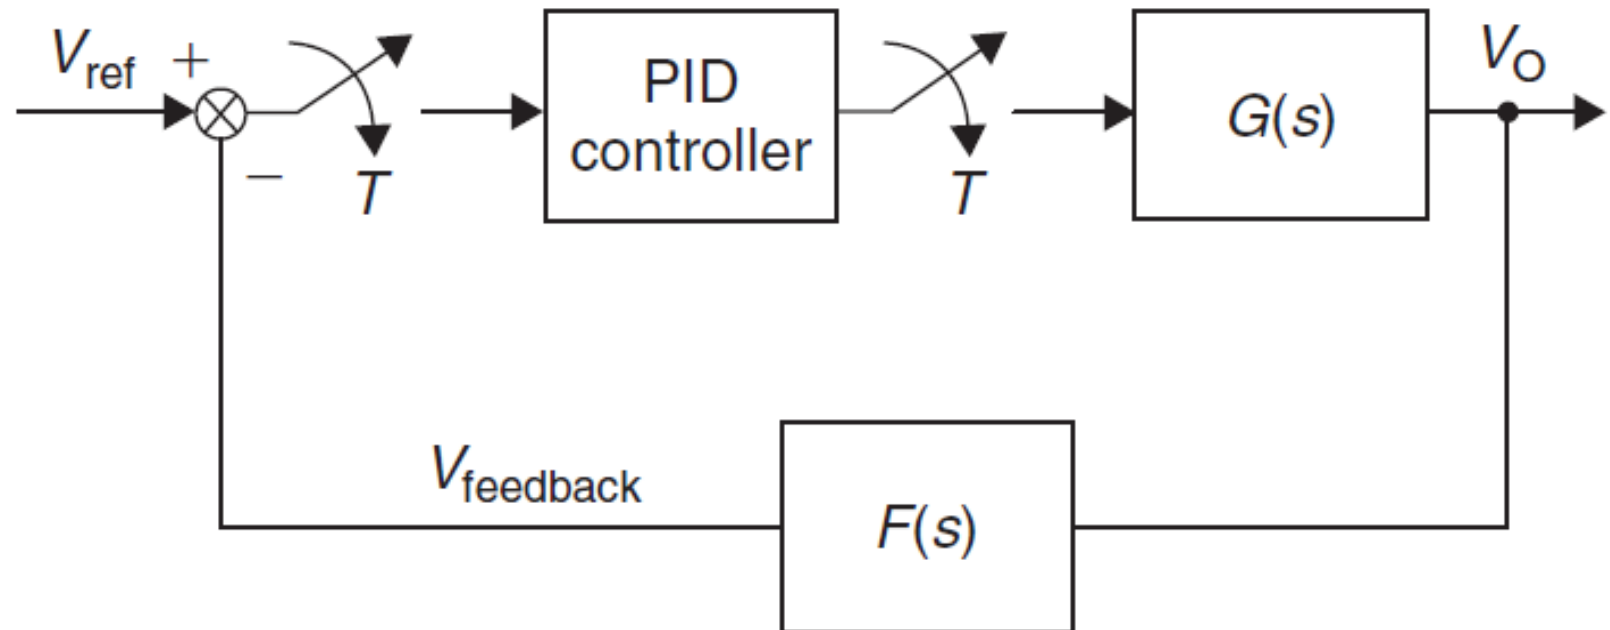 V_ref
+
−
T
PID
controller
T
G(s)
V_O
V_feedback
F(s)